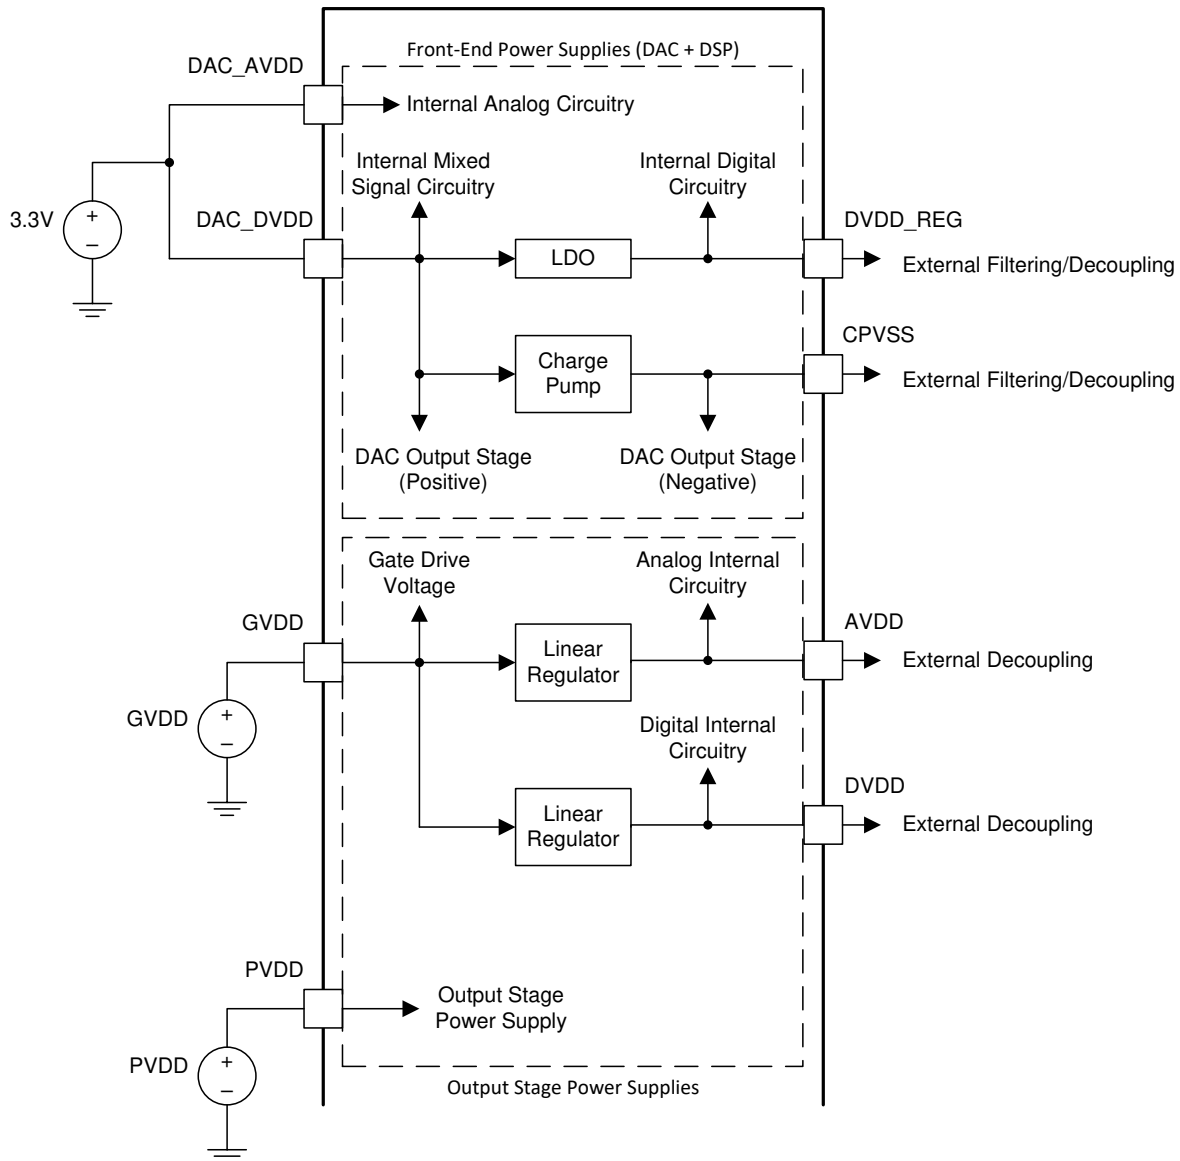 Front-End Power Supplies (DAC + DSP)
DAC_AVDD
Internal Analog Circuitry
Internal Mixed
Signal Circuitry
Internal Digital
Circuitry
3.3V
+
−
DAC_DVDD
LDO
DVDD_REG
External Filtering/Decoupling
Charge
Pump
CPVSS
External Filtering/Decoupling
DAC Output Stage
(Positive)
DAC Output Stage
(Negative)
Gate Drive
Voltage
Analog Internal
Circuitry
GVDD
Linear
Regulator
AVDD
External Decoupling
GVDD
+
−
Digital Internal
Circuitry
Linear
Regulator
DVDD
External Decoupling
PVDD
Output Stage
Power Supply
PVDD
+
−
Output Stage Power Supplies